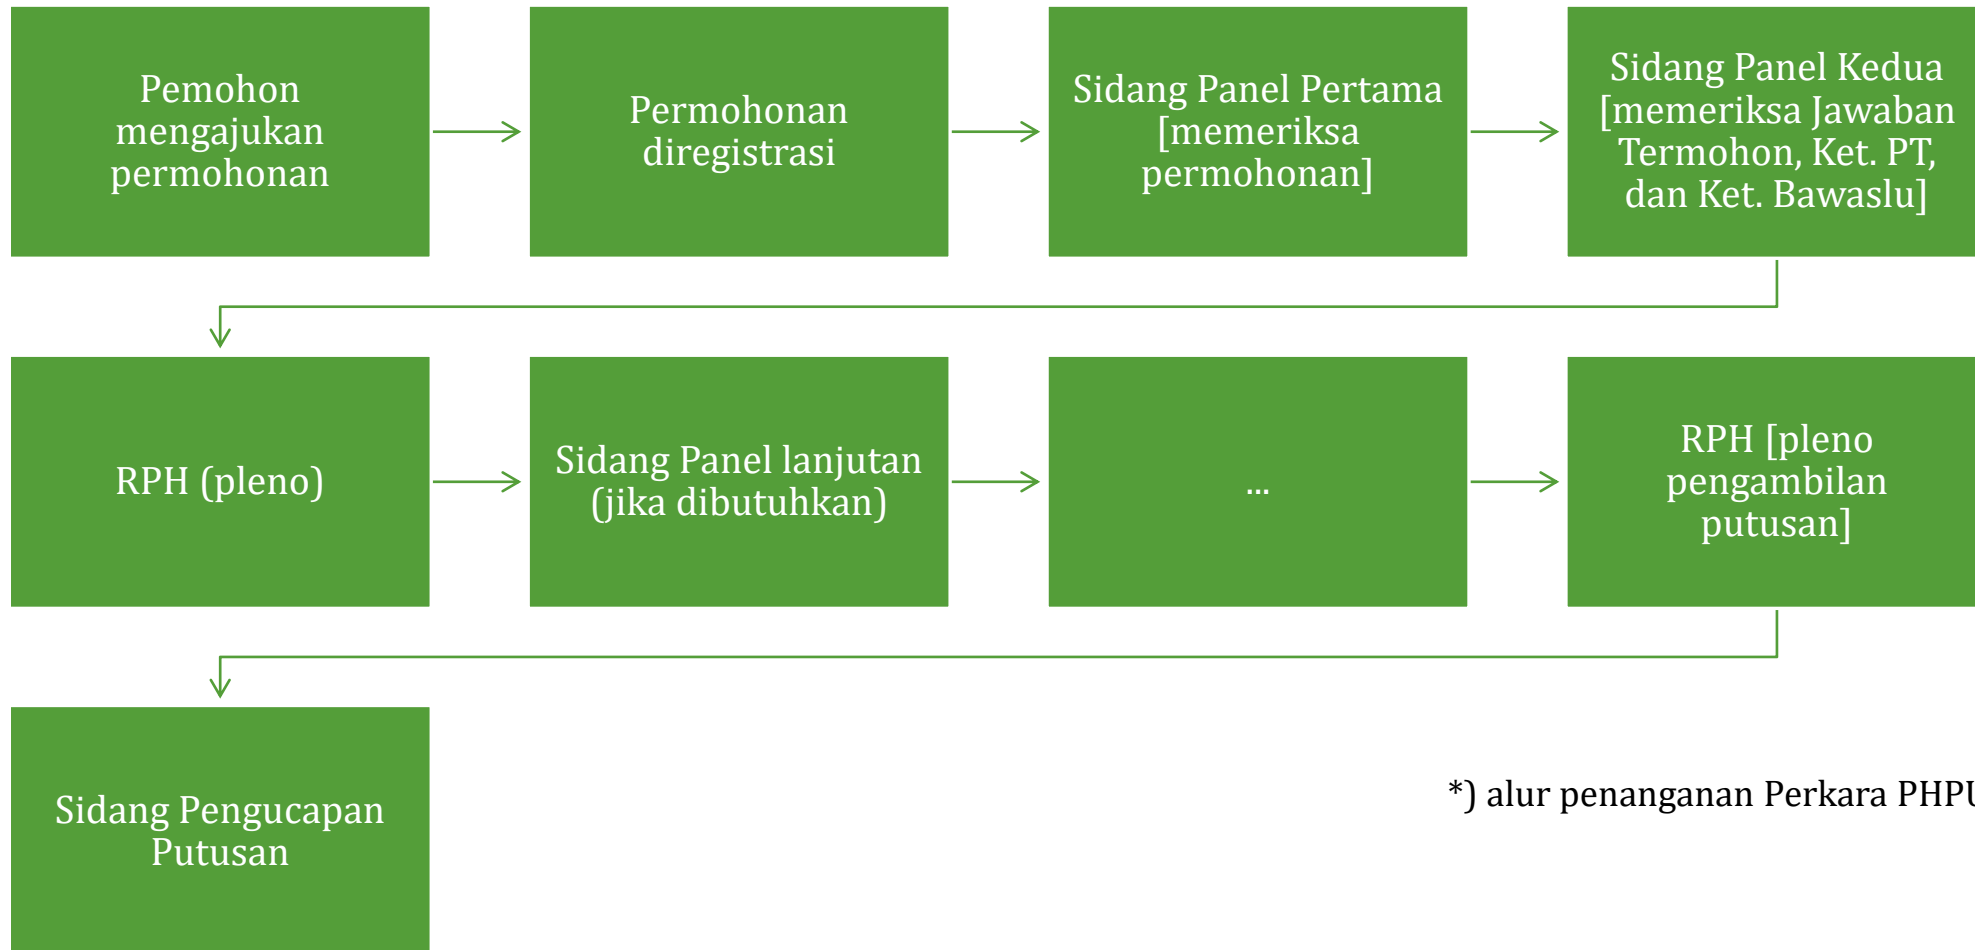 Pemohon
mengajukan
permohonan
Permohonan
diregistrasi
Sidang Panel Pertama
[memeriksa
permohonan]
Sidang Panel Kedua
[memeriksa Jawaban
Termohon, Ket. PT,
dan Ket. Bawaslu]
RPH (pleno)
Sidang Panel lanjutan
(jika dibutuhkan)
...
RPH [pleno
pengambilan
putusan]
Sidang Pengucapan
Putusan
*) alur penanganan Perkara PHPU